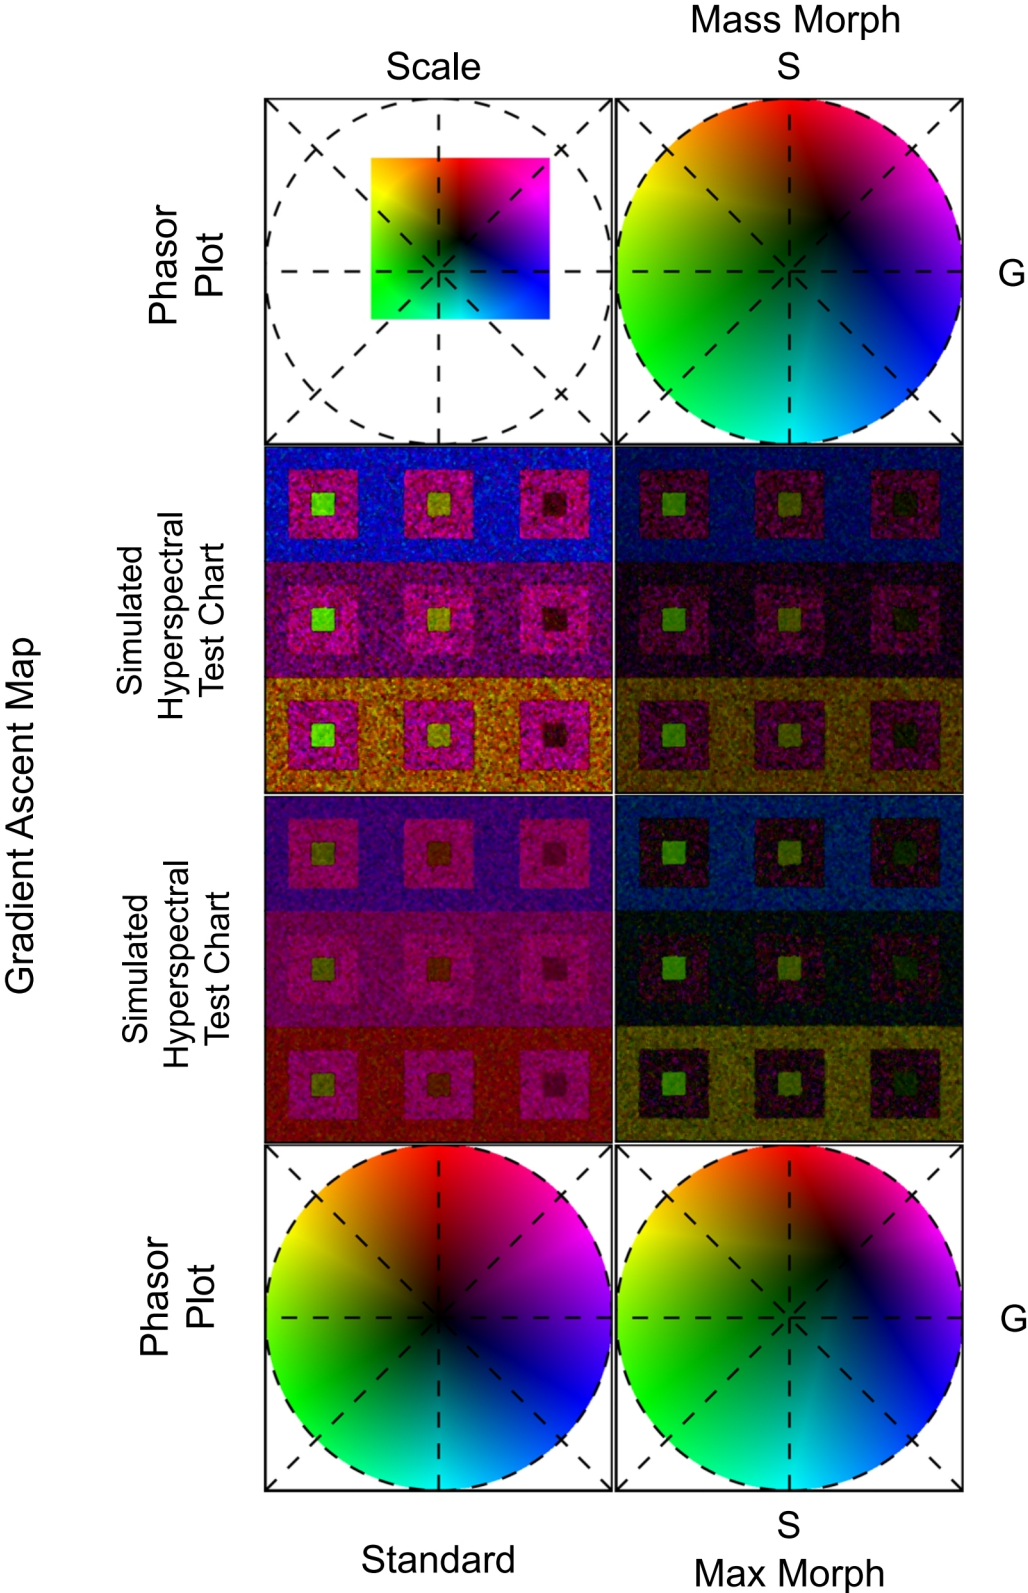 Mass Morph
Scale
S
Phasor
Plot
G
Simulated
Hyperspectral
Test Chart
Gradient Ascent Map
Simulated
Hyperspectral
Test Chart
Phasor
Plot
G
S
Standard
Max Morph